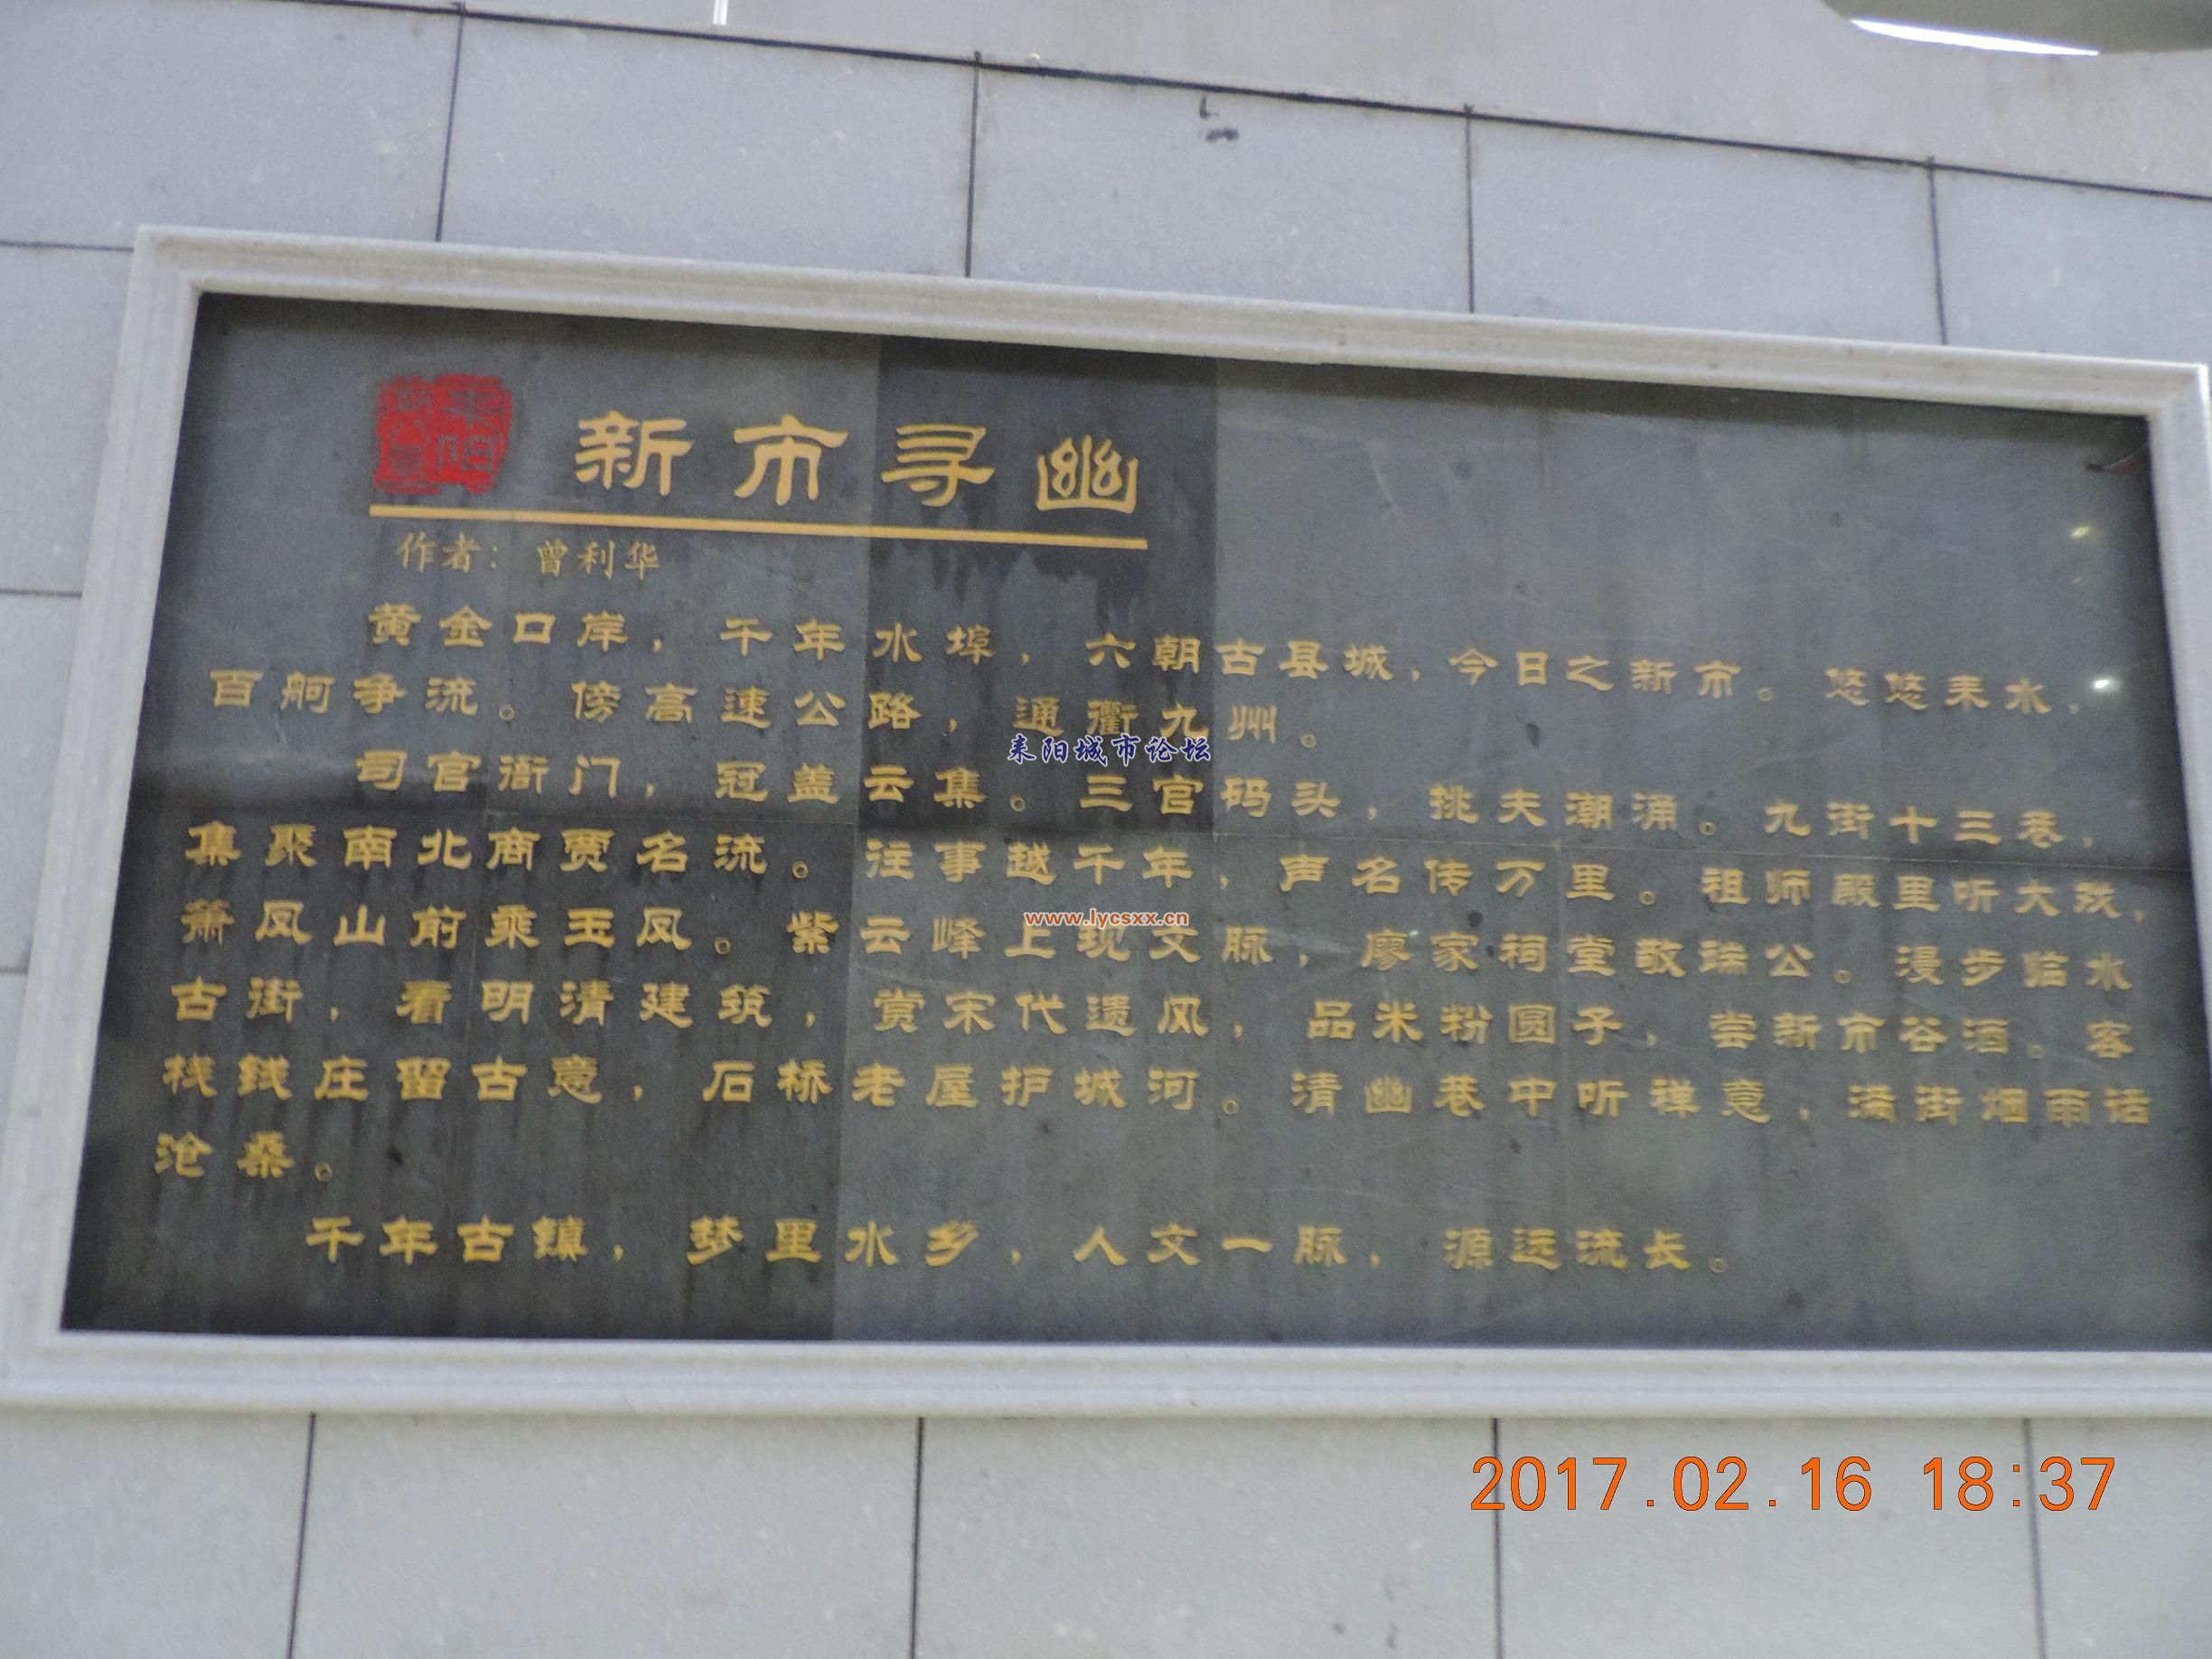 耒阳
新市寻幽
作者：曾利华
黄金口岸，千年水埠，六朝古县城，今日之新市。悠悠耒水，
百舸争流。傍高速公路，通衢九州。
耒阳城市论坛
司官衙门，冠盖云集。三官码头，挑夫潮涌。九街十三巷，
集聚南北商贾名流。往事越千年，声名传万里。祖师殿里听大戏，
www.lycsxx.cn
箫凤山前乘玉凤。紫云峰上现文脉，廖家祠堂敬瑞公。漫步临水
古街，看明清建筑，赏宋代遗风，品米粉圆子，尝新市谷酒。客
栈钱庄留古意，石桥老屋护城河。清幽巷中听禅意，满街烟雨话
沧桑。
千年古镇，梦里水乡，人文一脉，源远流长。
2017.02.16 18:37